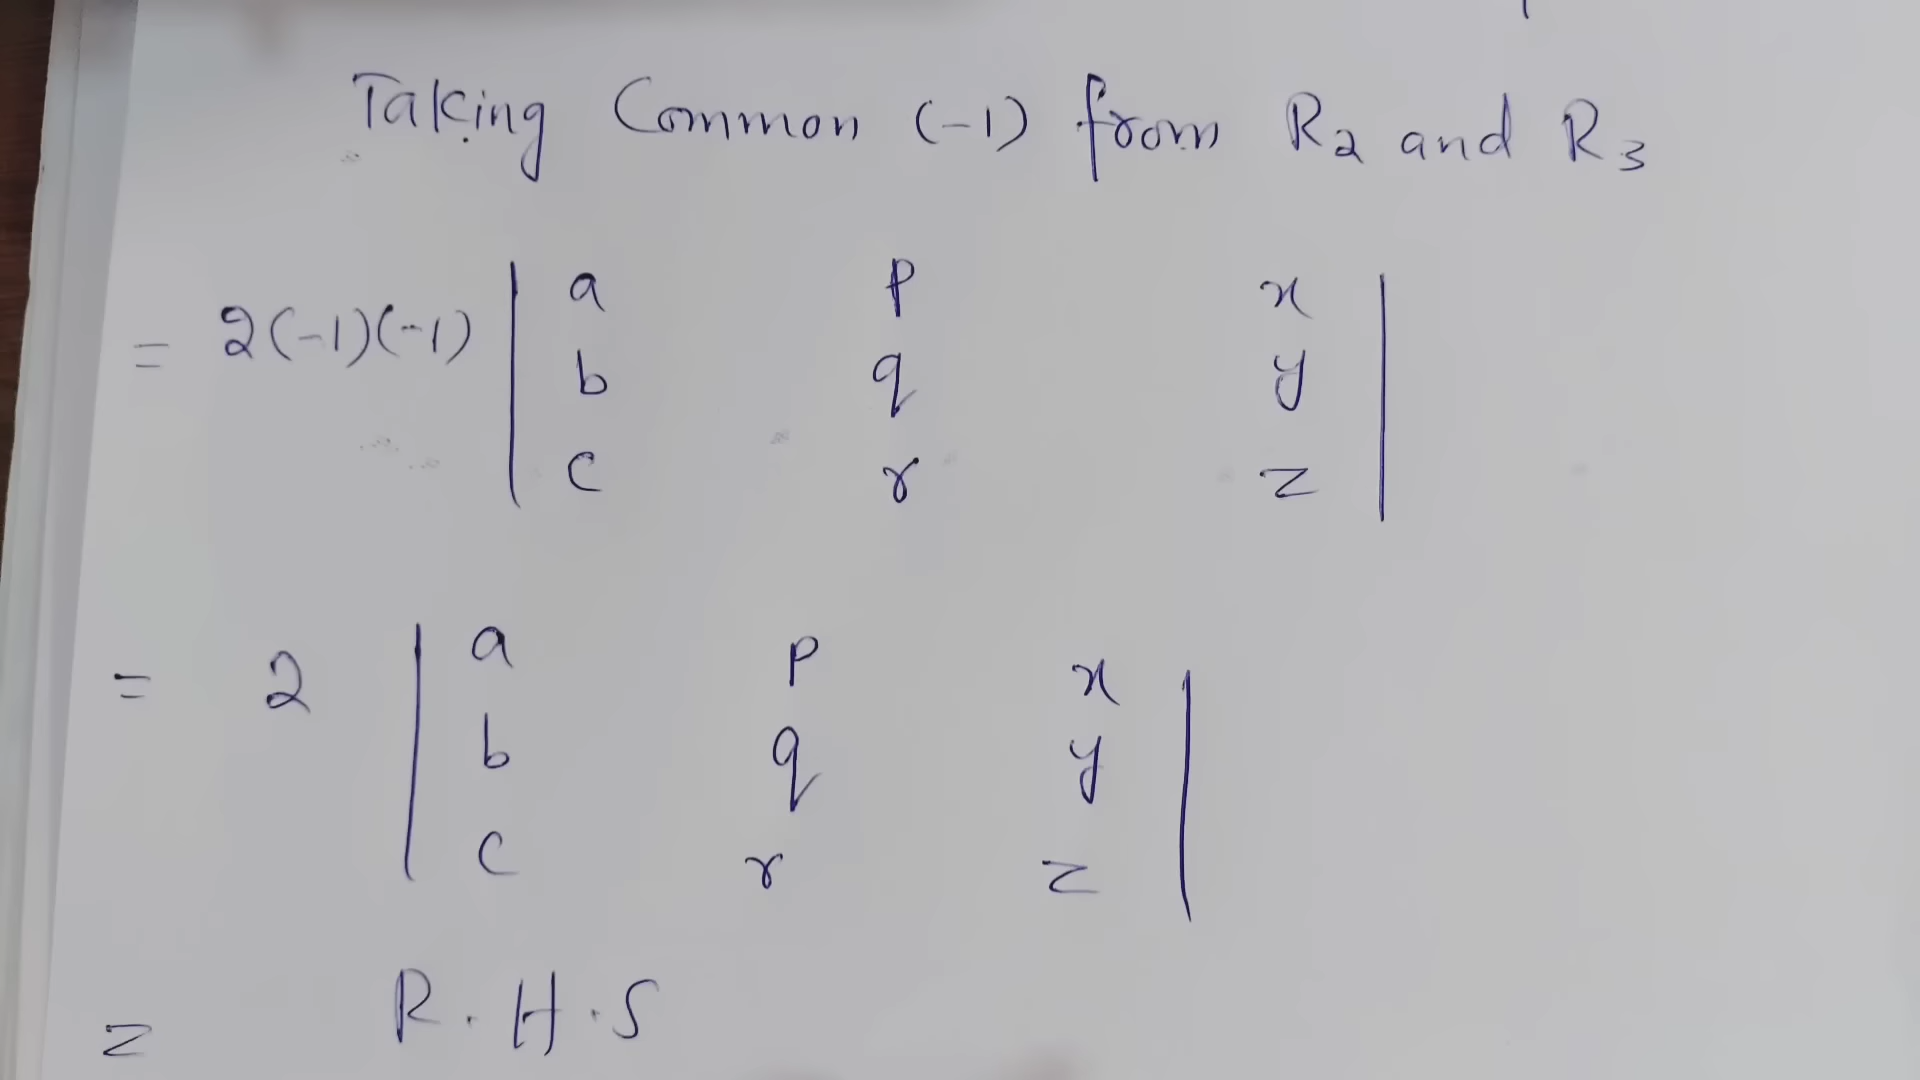 Taking Common (-1) from R2 and R3
= 2(-1)(-1) | a p x |
| b q y |
| c r z |
= 2 | a p x |
| b q y |
| c r z |
= R.H.S